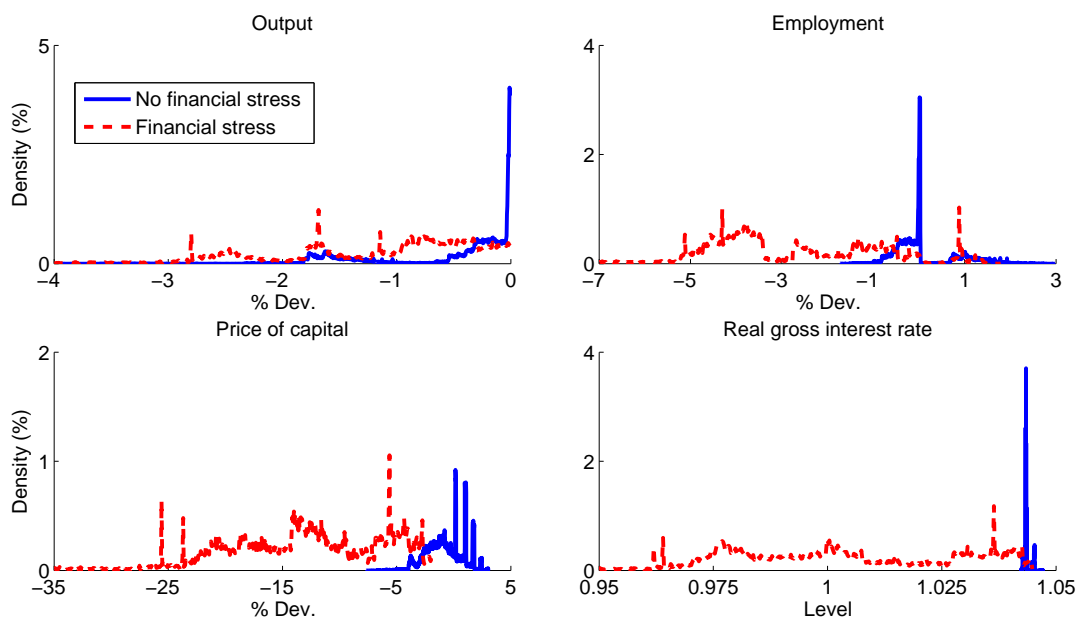 Output
Employment
5
0
−4
−3
−2
−1
0
Density (%)
% Dev.
No financial stress
Financial stress
4
2
0
−7
−5
−3
−1
1
3
% Dev.
Price of capital
Real gross interest rate
2
1
0
−35
−25
−15
−5
5
Density (%)
% Dev.
4
2
0
0.95
0.975
1
1.025
1.05
Level